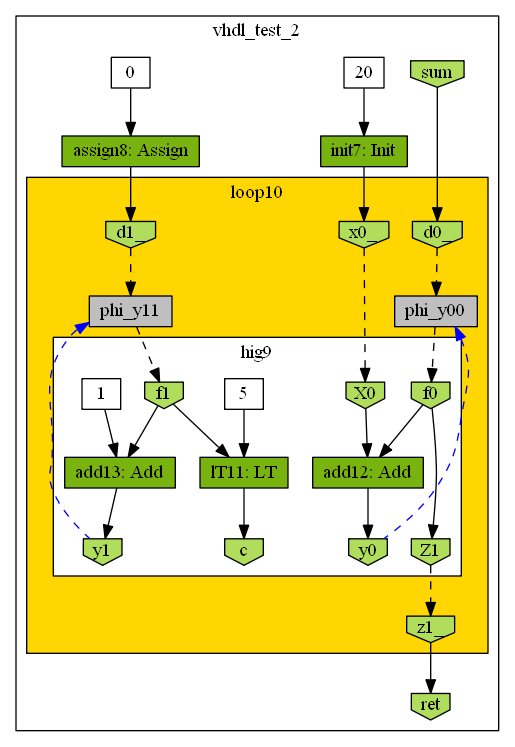 vhdl_test_2
0
20
sum
assign8: Assign
init7: Init
loop10
d1_
x0_
d0_
phi_y11
phi_y00
hig9
1
f1
5
X0
f0
add13: Add
lT11: LT
add12: Add
y1
c
y0
Z1
z1_
ret